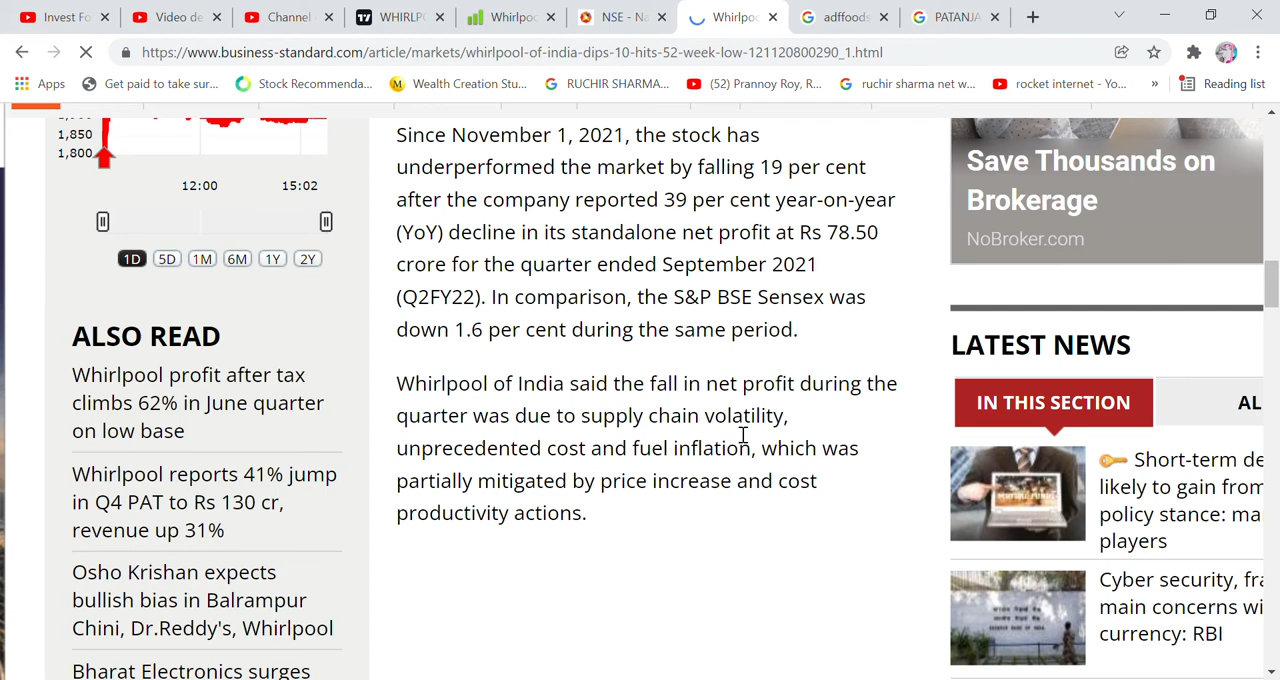 Invest Fo
Video de
Channel
WHIRLPO
Whirlpoo
NSE - Na
Whirlpoo
adffoods
PATANJA
https://www.business-standard.com/article/markets/whirlpool-of-india-dips-10-hits-52-week-low-121120800290_1.html
Apps
Get paid to take sur...
Stock Recommenda...
Wealth Creation Stu...
RUCHIR SHARMA...
(52) Prannoy Roy, R...
ruchir sharma net w...
rocket internet - Yo...
»
Reading list
1,850
1,800
12:00
15:02
1D
5D
1M
6M
1Y
2Y
ALSO READ
Whirlpool profit after tax
climbs 62% in June quarter
on low base
Whirlpool reports 41% jump
in Q4 PAT to Rs 130 cr,
revenue up 31%
Osho Krishan expects
bullish bias in Balrampur
Chini, Dr.Reddy's, Whirlpool
Bharat Electronics surges
Since November 1, 2021, the stock has
underperformed the market by falling 19 per cent
after the company reported 39 per cent year-on-year
(YoY) decline in its standalone net profit at Rs 78.50
crore for the quarter ended September 2021
(Q2FY22). In comparison, the S&P BSE Sensex was
down 1.6 per cent during the same period.
Whirlpool of India said the fall in net profit during the
quarter was due to supply chain volatility,
unprecedented cost and fuel inflation, which was
partially mitigated by price increase and cost
productivity actions.
Save Thousands on
Brokerage
NoBroker.com
LATEST NEWS
IN THIS SECTION
AL
Short-term de
likely to gain from
policy stance: ma
players
Cyber security, fra
main concerns wi
currency: RBI